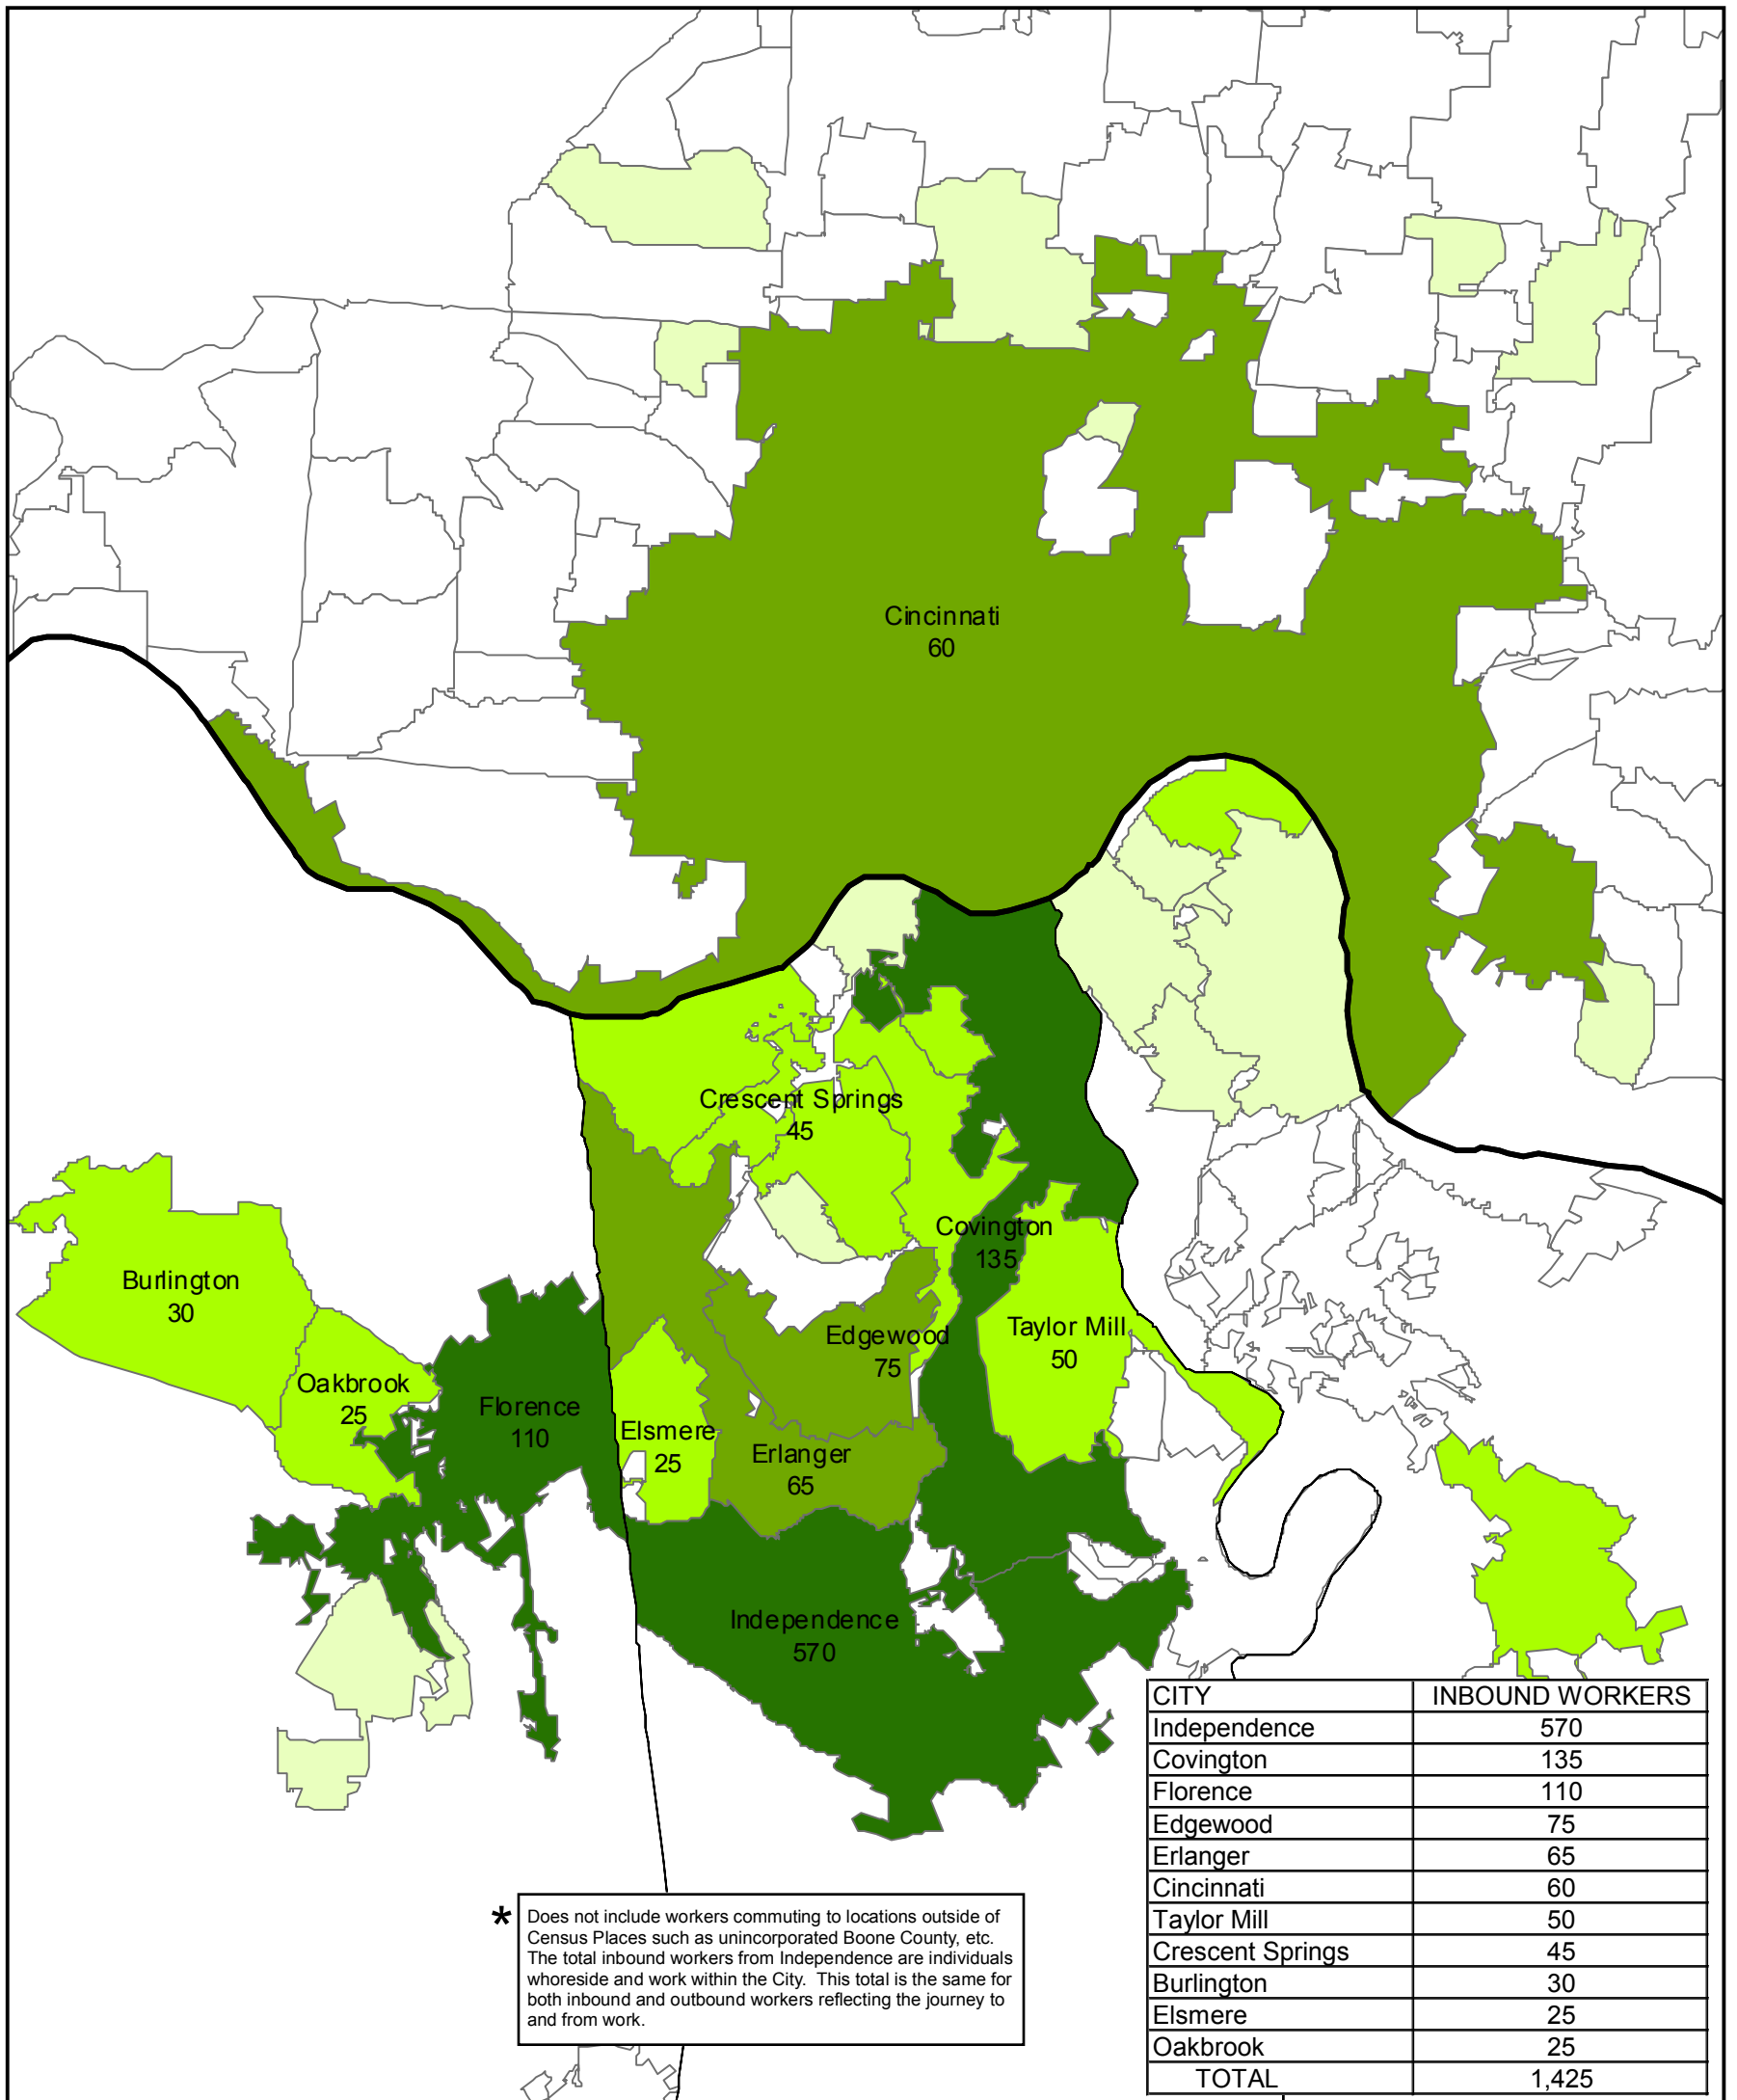 Cincinnati
60
Crescent Springs
45
Covington
135
Burlington
30
Edgewood
75
Taylor Mill
50
Oakbrook
25
Florence
110
Elsmere
25
Erlanger
65
Independence
570
CITY INBOUND WORKERS
Independence 570
Covington 135
Florence 110
Edgewood 75
Erlanger 65
Cincinnati 60
Taylor Mill 50
Crescent Springs 45
Burlington 30
Elsmere 25
Oakbrook 25
TOTAL 1,425
* Does not include workers commuting to locations outside of
Census Places such as unincorporated Boone County, etc.
The total inbound workers from Independence are individuals
whoreside and work within the City. This total is the same for
both inbound and outbound workers reflecting the journey to
and from work.